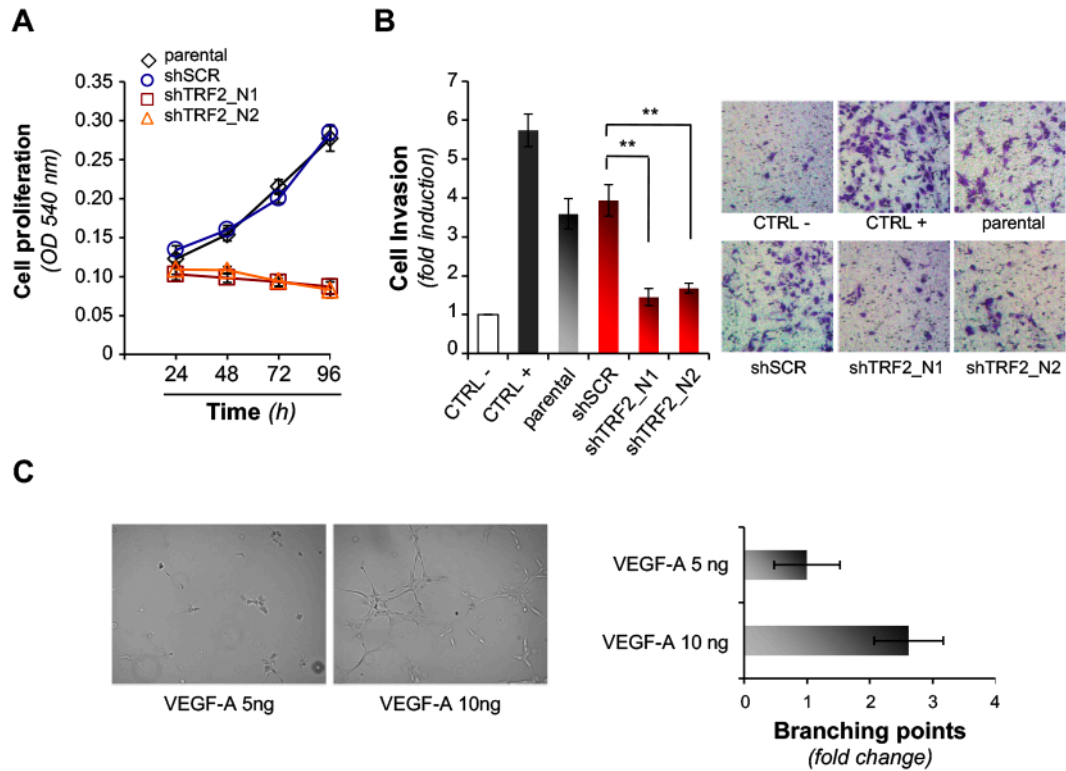 A
parental
shSCR
shTRF2_N1
shTRF2_N2
Cell proliferation
(OD 540 nm)
0.35
0.30
0.25
0.20
0.15
0.10
0.05
0
24 48 72 96
Time (h)
B
Cell Invasion
(fold induction)
7
6
5
4
3
2
1
0
**
**
CTRL -
CTRL +
parental
shSCR
shTRF2_N1
shTRF2_N2
CTRL - CTRL + parental
shSCR shTRF2_N1 shTRF2_N2
C
VEGF-A 5ng VEGF-A 10ng
VEGF-A 5 ng
VEGF-A 10 ng
0 1 2 3 4
Branching points
(fold change)